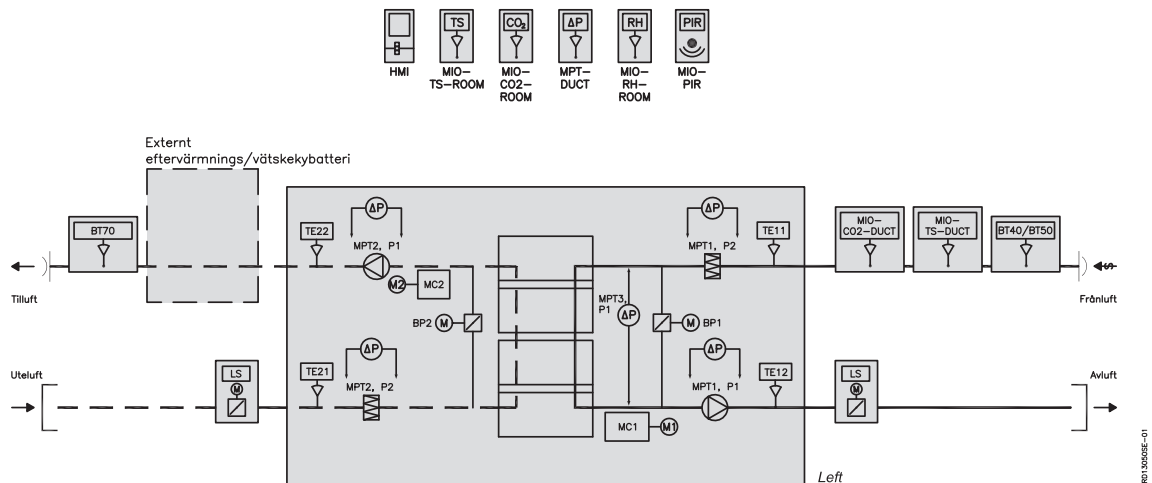 TS
CO₂
ΔP
RH
PIR
HMI
MIO-
TS-ROOM
MIO-
CO2-
ROOM
MPT-
DUCT
MIO-
RH-
ROOM
MIO-
PIR
Externt
eftervärmnings/vätskekybatteri
BT70
TE22
ΔP
MPT2, P1
M2
MC2
ΔP
MPT1, P2
TE11
MIO-
CO2-DUCT
MIO-
TS-DUCT
BT40/BT50
Tilluft
Frånluft
BP2
M
MPT3,
P1
ΔP
M
BP1
Uteluft
LS
M
TE21
ΔP
MPT2, P2
ΔP
MPT1, P1
TE12
LS
M
Avluft
MC1
M1
Left
RD13050SE-01